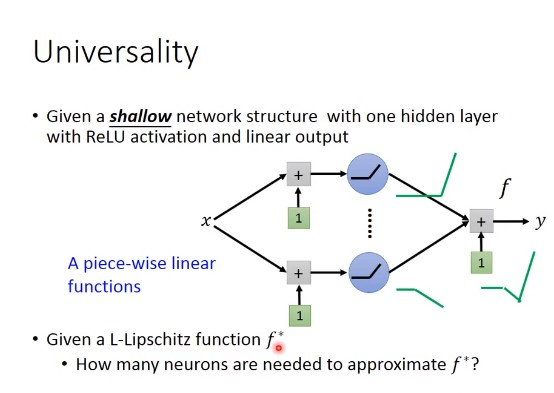 Universality
• Given a shallow network structure with one hidden layer
with ReLU activation and linear output
+
1
f
x
+
1
y
A piece-wise linear
functions
+
1
• Given a L-Lipschitz function f*
• How many neurons are needed to approximate f*?